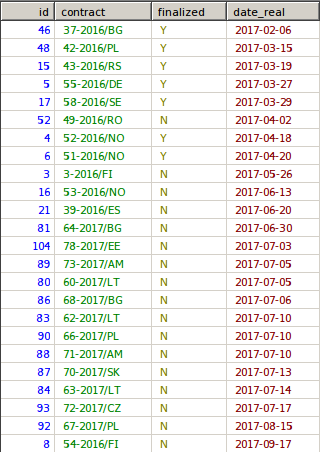 id contract finalized date_real
46 37-2016/BG Y 2017-02-06
48 42-2016/PL Y 2017-03-15
15 43-2016/RS Y 2017-03-19
5 55-2016/DE Y 2017-03-27
17 58-2016/SE Y 2017-03-29
52 49-2016/RO N 2017-04-02
4 52-2016/NO Y 2017-04-18
6 51-2016/NO Y 2017-04-20
3 3-2016/FI N 2017-05-26
16 53-2016/NO N 2017-06-13
21 39-2016/ES N 2017-06-20
81 64-2017/BG N 2017-06-30
104 78-2017/EE N 2017-07-03
89 73-2017/AM N 2017-07-05
80 60-2017/LT N 2017-07-05
86 68-2017/BG N 2017-07-06
83 62-2017/LT N 2017-07-10
90 66-2017/PL N 2017-07-10
88 71-2017/AM N 2017-07-10
87 70-2017/SK N 2017-07-13
84 63-2017/LT N 2017-07-14
93 72-2017/CZ N 2017-07-17
92 67-2017/PL N 2017-08-15
8 54-2016/FI N 2017-09-17